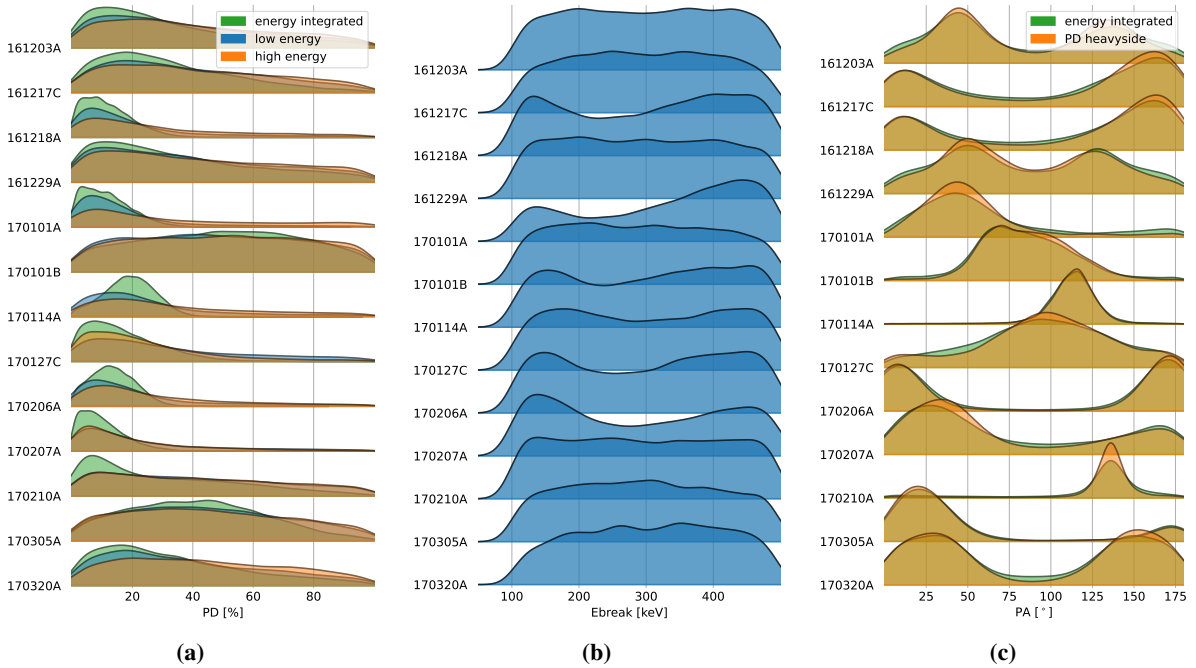 energy integrated
low energy
high energy
161203A
161217C
161218A
161229A
170101A
170101B
170114A
170127C
170206A
170207A
170210A
170305A
170320A
20 40 60 80
PD [%]
(a)
161203A
161217C
161218A
161229A
170101A
170101B
170114A
170127C
170206A
170207A
170210A
170305A
170320A
100 200 300 400
Ebreak [keV]
(b)
energy integrated
PD heavyside
161203A
161217C
161218A
161229A
170101A
170101B
170114A
170127C
170206A
170207A
170210A
170305A
170320A
25 50 75 100 125 150 175
PA [°]
(c)